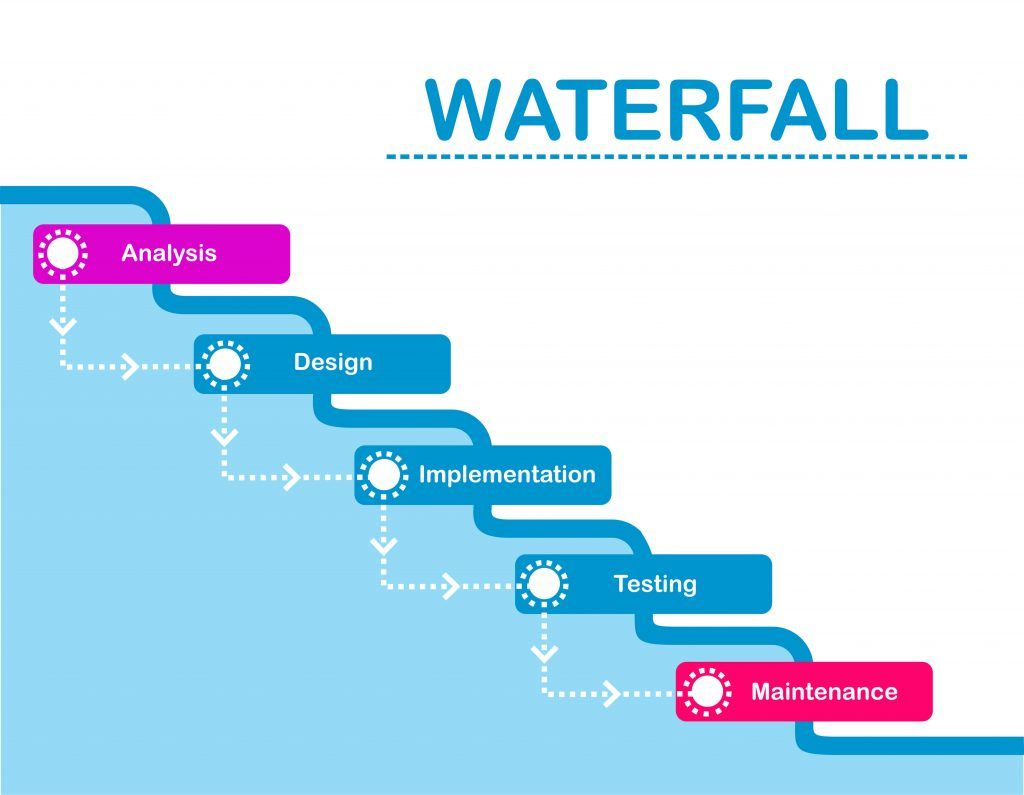 WATERFALL
Analysis
Design
Implementation
Testing
Maintenance